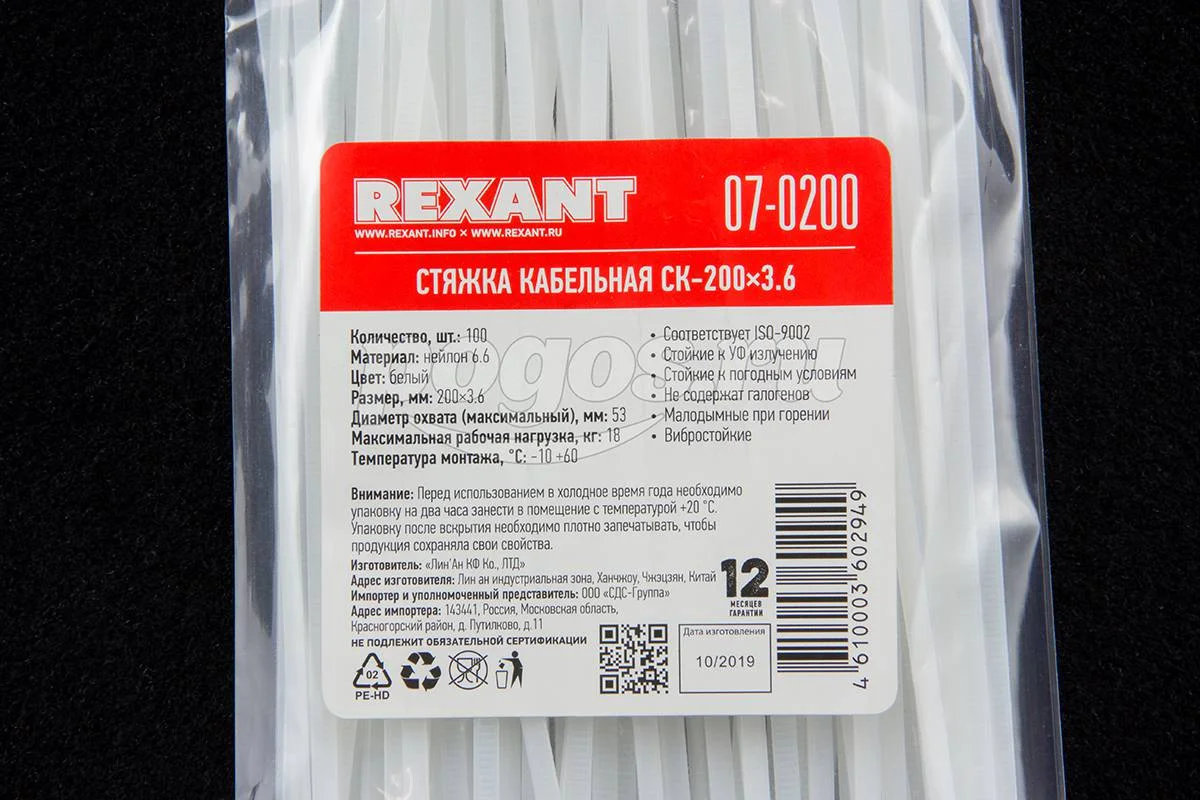 REXANT
07-0200
WWW.REXANT.INFO × WWW.REXANT.RU
СТЯЖКА КАБЕЛЬНАЯ СК-200×3.6
Количество, шт.: 100
Материал: нейлон 6.6
Цвет: белый
Размер, мм: 200×3.6
Диаметр охвата (максимальный), мм: 53
Максимальная рабочая нагрузка, кг: 18
Температура монтажа, °C: -10 +60
• Соответствует ISO-9002
• Стойкие к УФ излучению
• Стойкие к погодным условиям
• Не содержат галогенов
• Малодымные при горении
• Вибростойкие
pogos.ru
Внимание: Перед использованием в холодное время года необходимо
упаковку на два часа занести в помещение с температурой +20 °C.
Упаковку после вскрытия необходимо плотно запечатывать, чтобы
продукция сохраняла свои свойства.
Изготовитель: «Лин'Ан КФ Ко., ЛТД»
Адрес изготовителя: Лин ан индустриальная зона, Ханчжоу, Чжэцзян, Китай
Импортер и уполномоченный представитель: ООО «СДС-Группа»
Адрес импортера: 143441, Россия, Московская область,
Красногорский район, д. Путилково, д.11
НЕ ПОДЛЕЖИТ ОБЯЗАТЕЛЬНОЙ СЕРТИФИКАЦИИ
02
PE-HD
12
МЕСЯЦЕВ
ГАРАНТИИ
Дата изготовления
10/2019
4 610003 602949